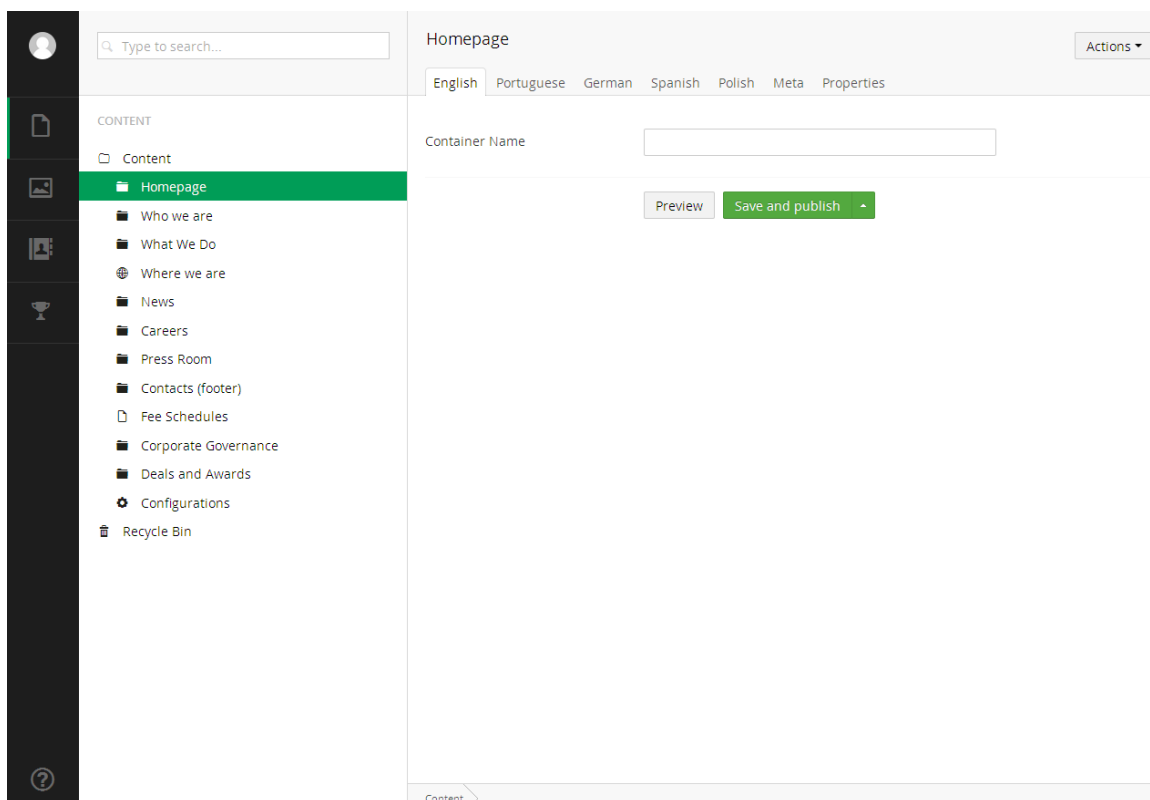 Type to search...
CONTENT
Content
Homepage
Who we are
What We Do
Where we are
News
Careers
Press Room
Contacts (footer)
Fee Schedules
Corporate Governance
Deals and Awards
Configurations
Recycle Bin
Homepage
Actions
English Portuguese German Spanish Polish Meta Properties
Container Name
Preview Save and publish
Content